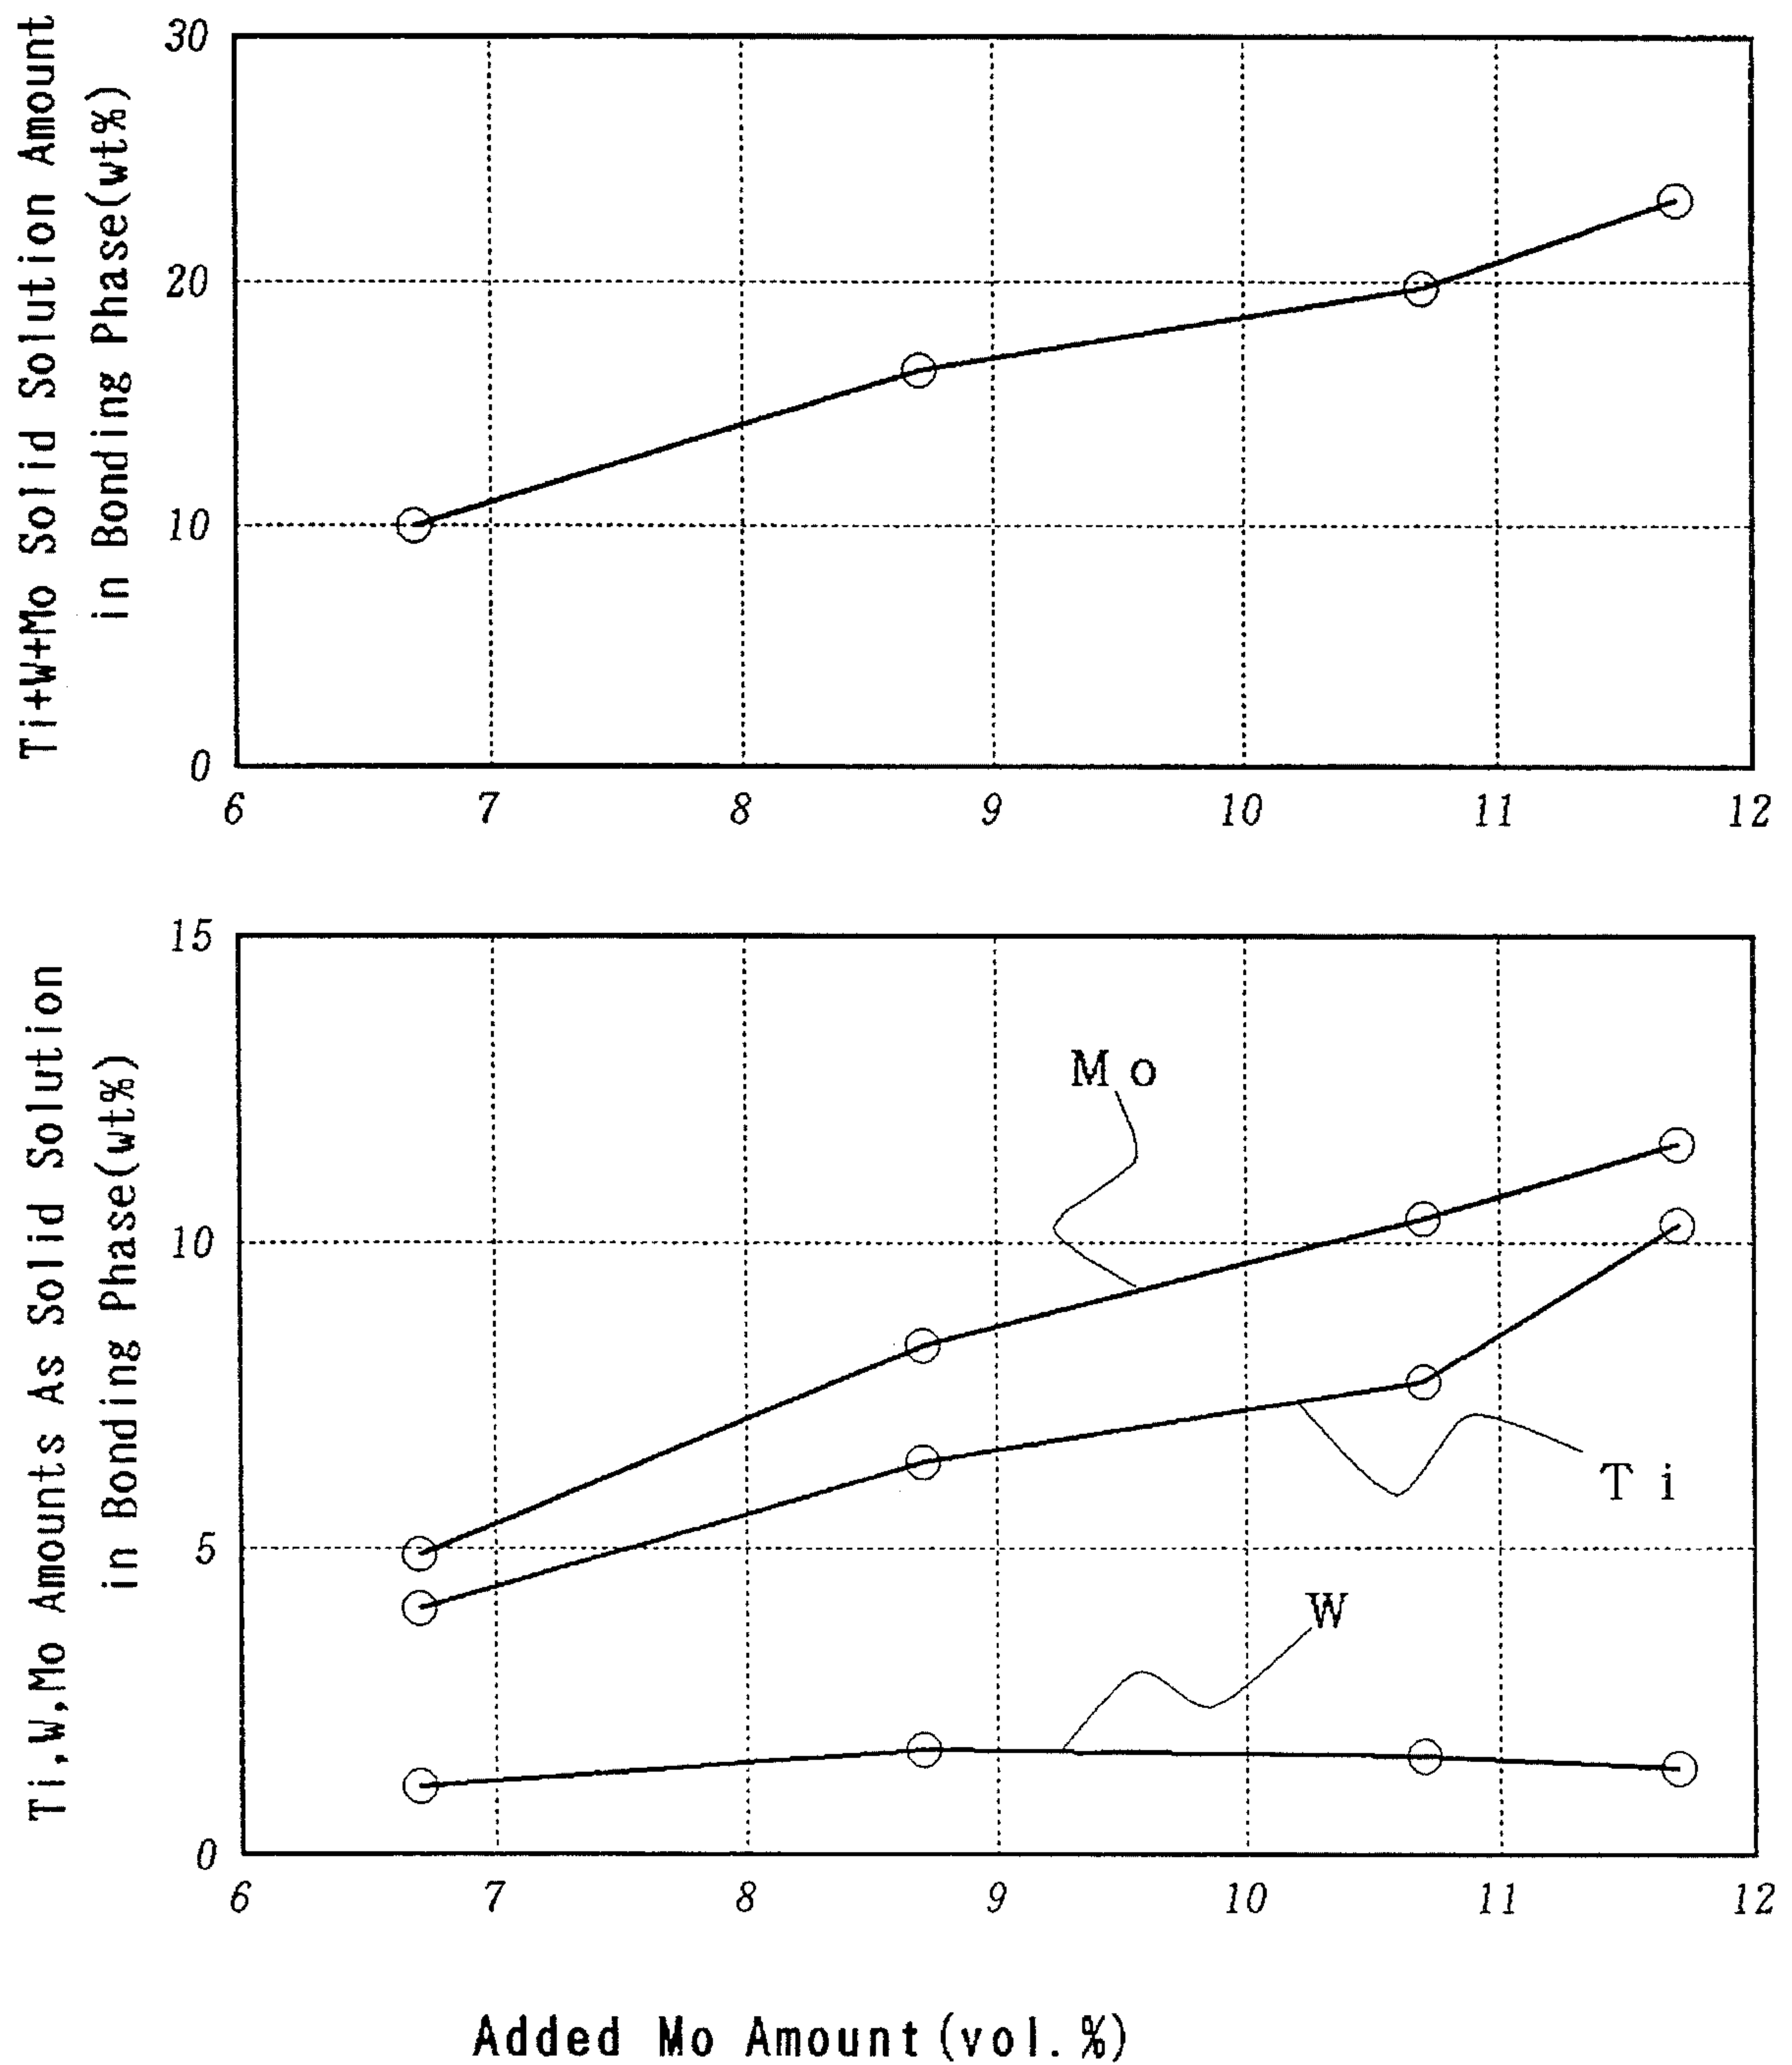 Ti+W+Mo Solid Solution Amount
in Bonding Phase(wt%)
30
20
10
0
6 7 8 9 10 11 12
Ti,W,Mo Amounts As Solid Solution
in Bonding Phase(wt%)
15
10
5
0
Mo
Ti
W
6 7 8 9 10 11 12
Added Mo Amount(vol.%)